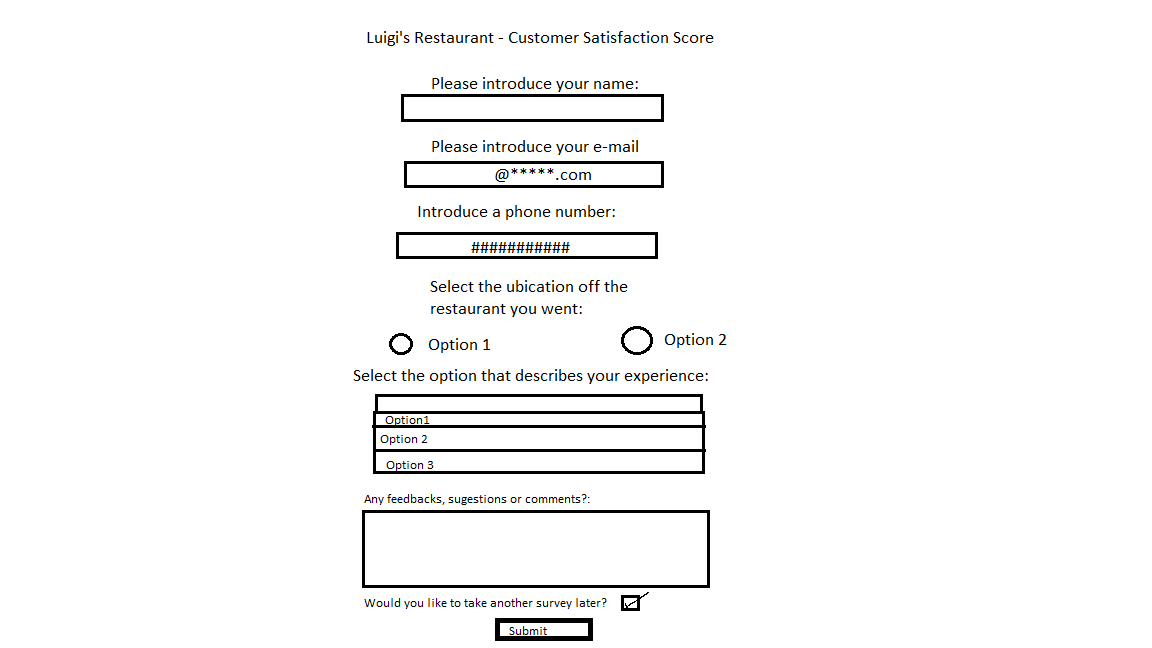 Luigi's Restaurant - Customer Satisfaction Score
Please introduce your name:
Please introduce your e-mail
@*****.com
Introduce a phone number:
###########
Select the ubication off the
restaurant you went:
Option 1
Option 2
Select the option that describes your experience:
Option1
Option 2
Option 3
Any feedbacks, sugestions or comments?:
Would you like to take another survey later?
Submit